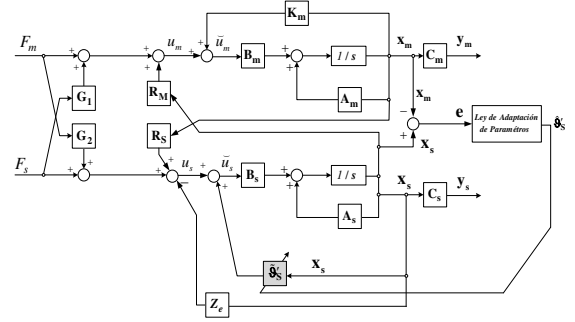 K_m
F_m + + + + u_m + ũ_m B_m + + 1/s x_m C_m y_m
A_m
x_m
G_1 R_M
− e Ley de Adaptación de Paramétros ϑ̂'_S
+
x_s
G_2 R_S
F_s + + + − u_s + + ũ_s B_s + + 1/s x_s C_s y_s
A_s
ϑ̃'_S x_s
Z_e